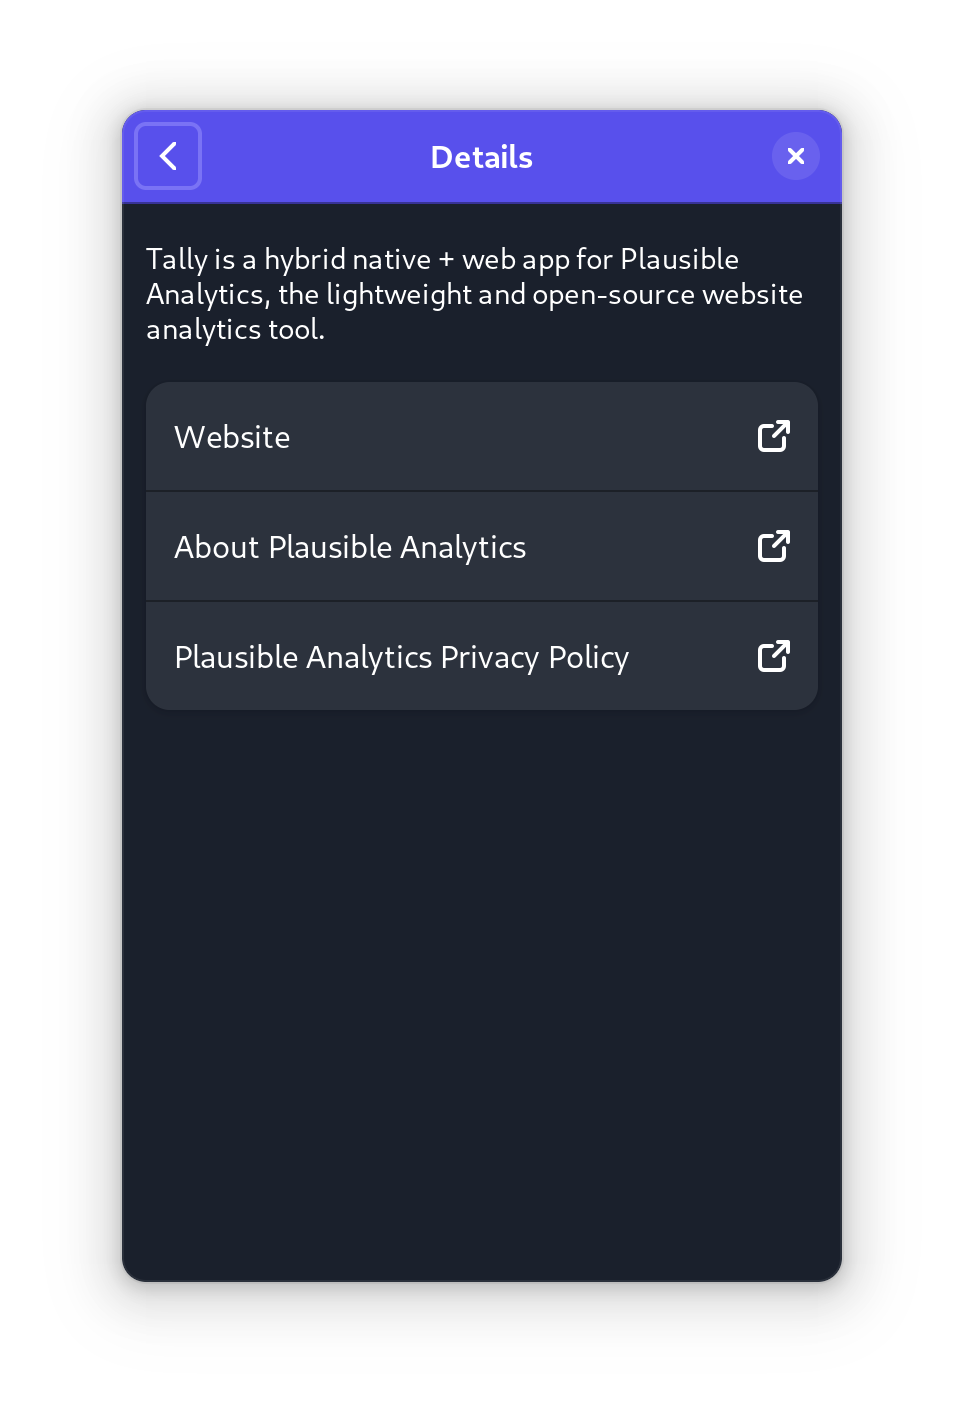 Details
Tally is a hybrid native + web app for Plausible
Analytics, the lightweight and open-source website
analytics tool.
Website
About Plausible Analytics
Plausible Analytics Privacy Policy